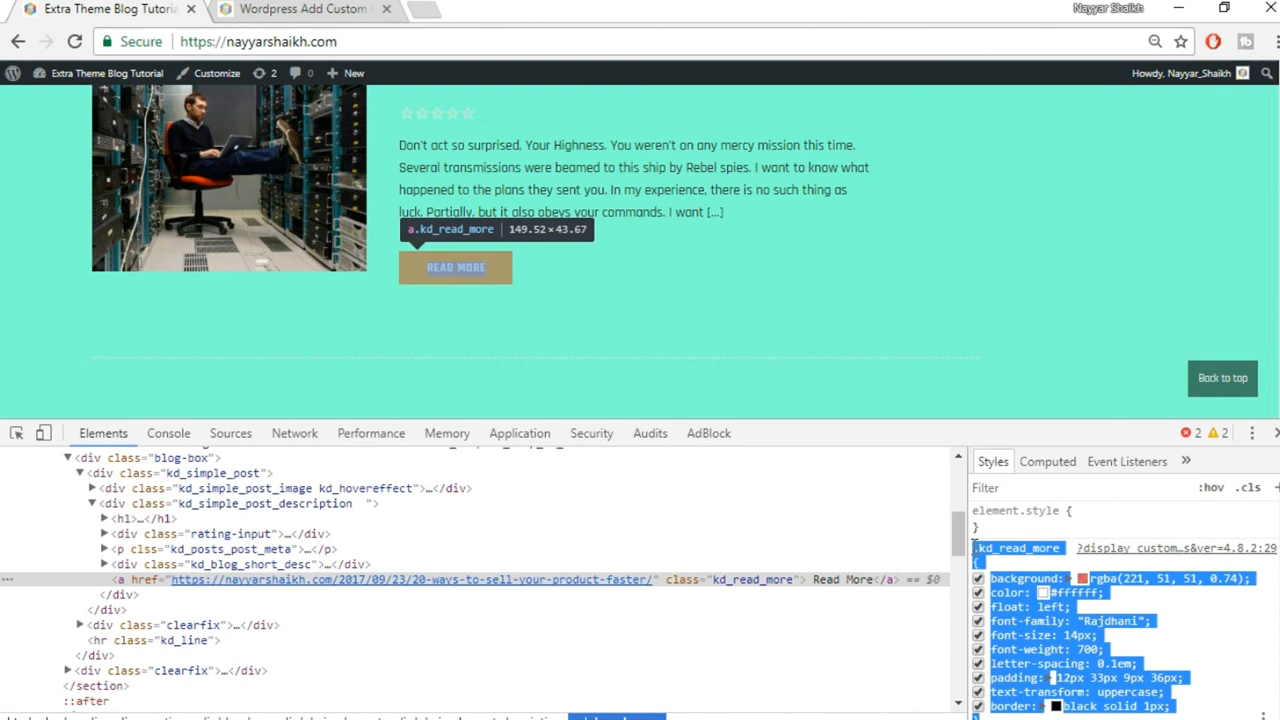 Extra Theme Blog Tutoria
Wordpress Add Custom
Nayyar Shaikh
Secure
https://nayyarshaikh.com
Extra Theme Blog Tutorial
Customize
2
0
New
Howdy, Nayyar_Shaikh
Don't act so surprised, Your Highness. You weren't on any mercy mission this time.
Several transmissions were beamed to this ship by Rebel spies. I want to know what
happened to the plans they sent you. In my experience, there is no such thing as
luck. Partially, but it also obeys your commands. I want [...]
a.kd_read_more | 149.52×43.67
READ MORE
Back to top
Elements Console Sources Network Performance Memory Application Security Audits AdBlock
2 2
▼<div class="blog-box">
▼<div class="kd_simple_post">
▶<div class="kd_simple_post_image kd_hovereffect">…</div>
▼<div class="kd_simple_post_description ">
▶<h1>…</h1>
▶<div class="rating-input">…</div>
▶<p clss="kd_posts_post_meta">…</p>
▶<div class="kd_blog_short_desc">…</div>
<a href="https://nayyarshaikh.com/2017/09/23/20-ways-to-sell-your-product-faster/" class="kd_read_more"> Read More</a> == $0
</div>
</div>
▶<div class="clearfix">…</div>
<hr class="kd_line">
</div>
▶<div class="clearfix">…</div>
</section>
::after
Styles Computed Event Listeners »
Filter :hov .cls +
element.style {
}
.kd_read_more ?display_custom…s&ver=4.8.2:29
{
background:▶ rgba(221, 51, 51, 0.74);
color: #ffffff;
float: left;
font-family: "Rajdhani";
font-size: 14px;
font-weight: 700;
letter-spacing: 0.1em;
padding:▶ 12px 33px 9px 36px;
text-transform: uppercase;
border:▶ black solid 1px;